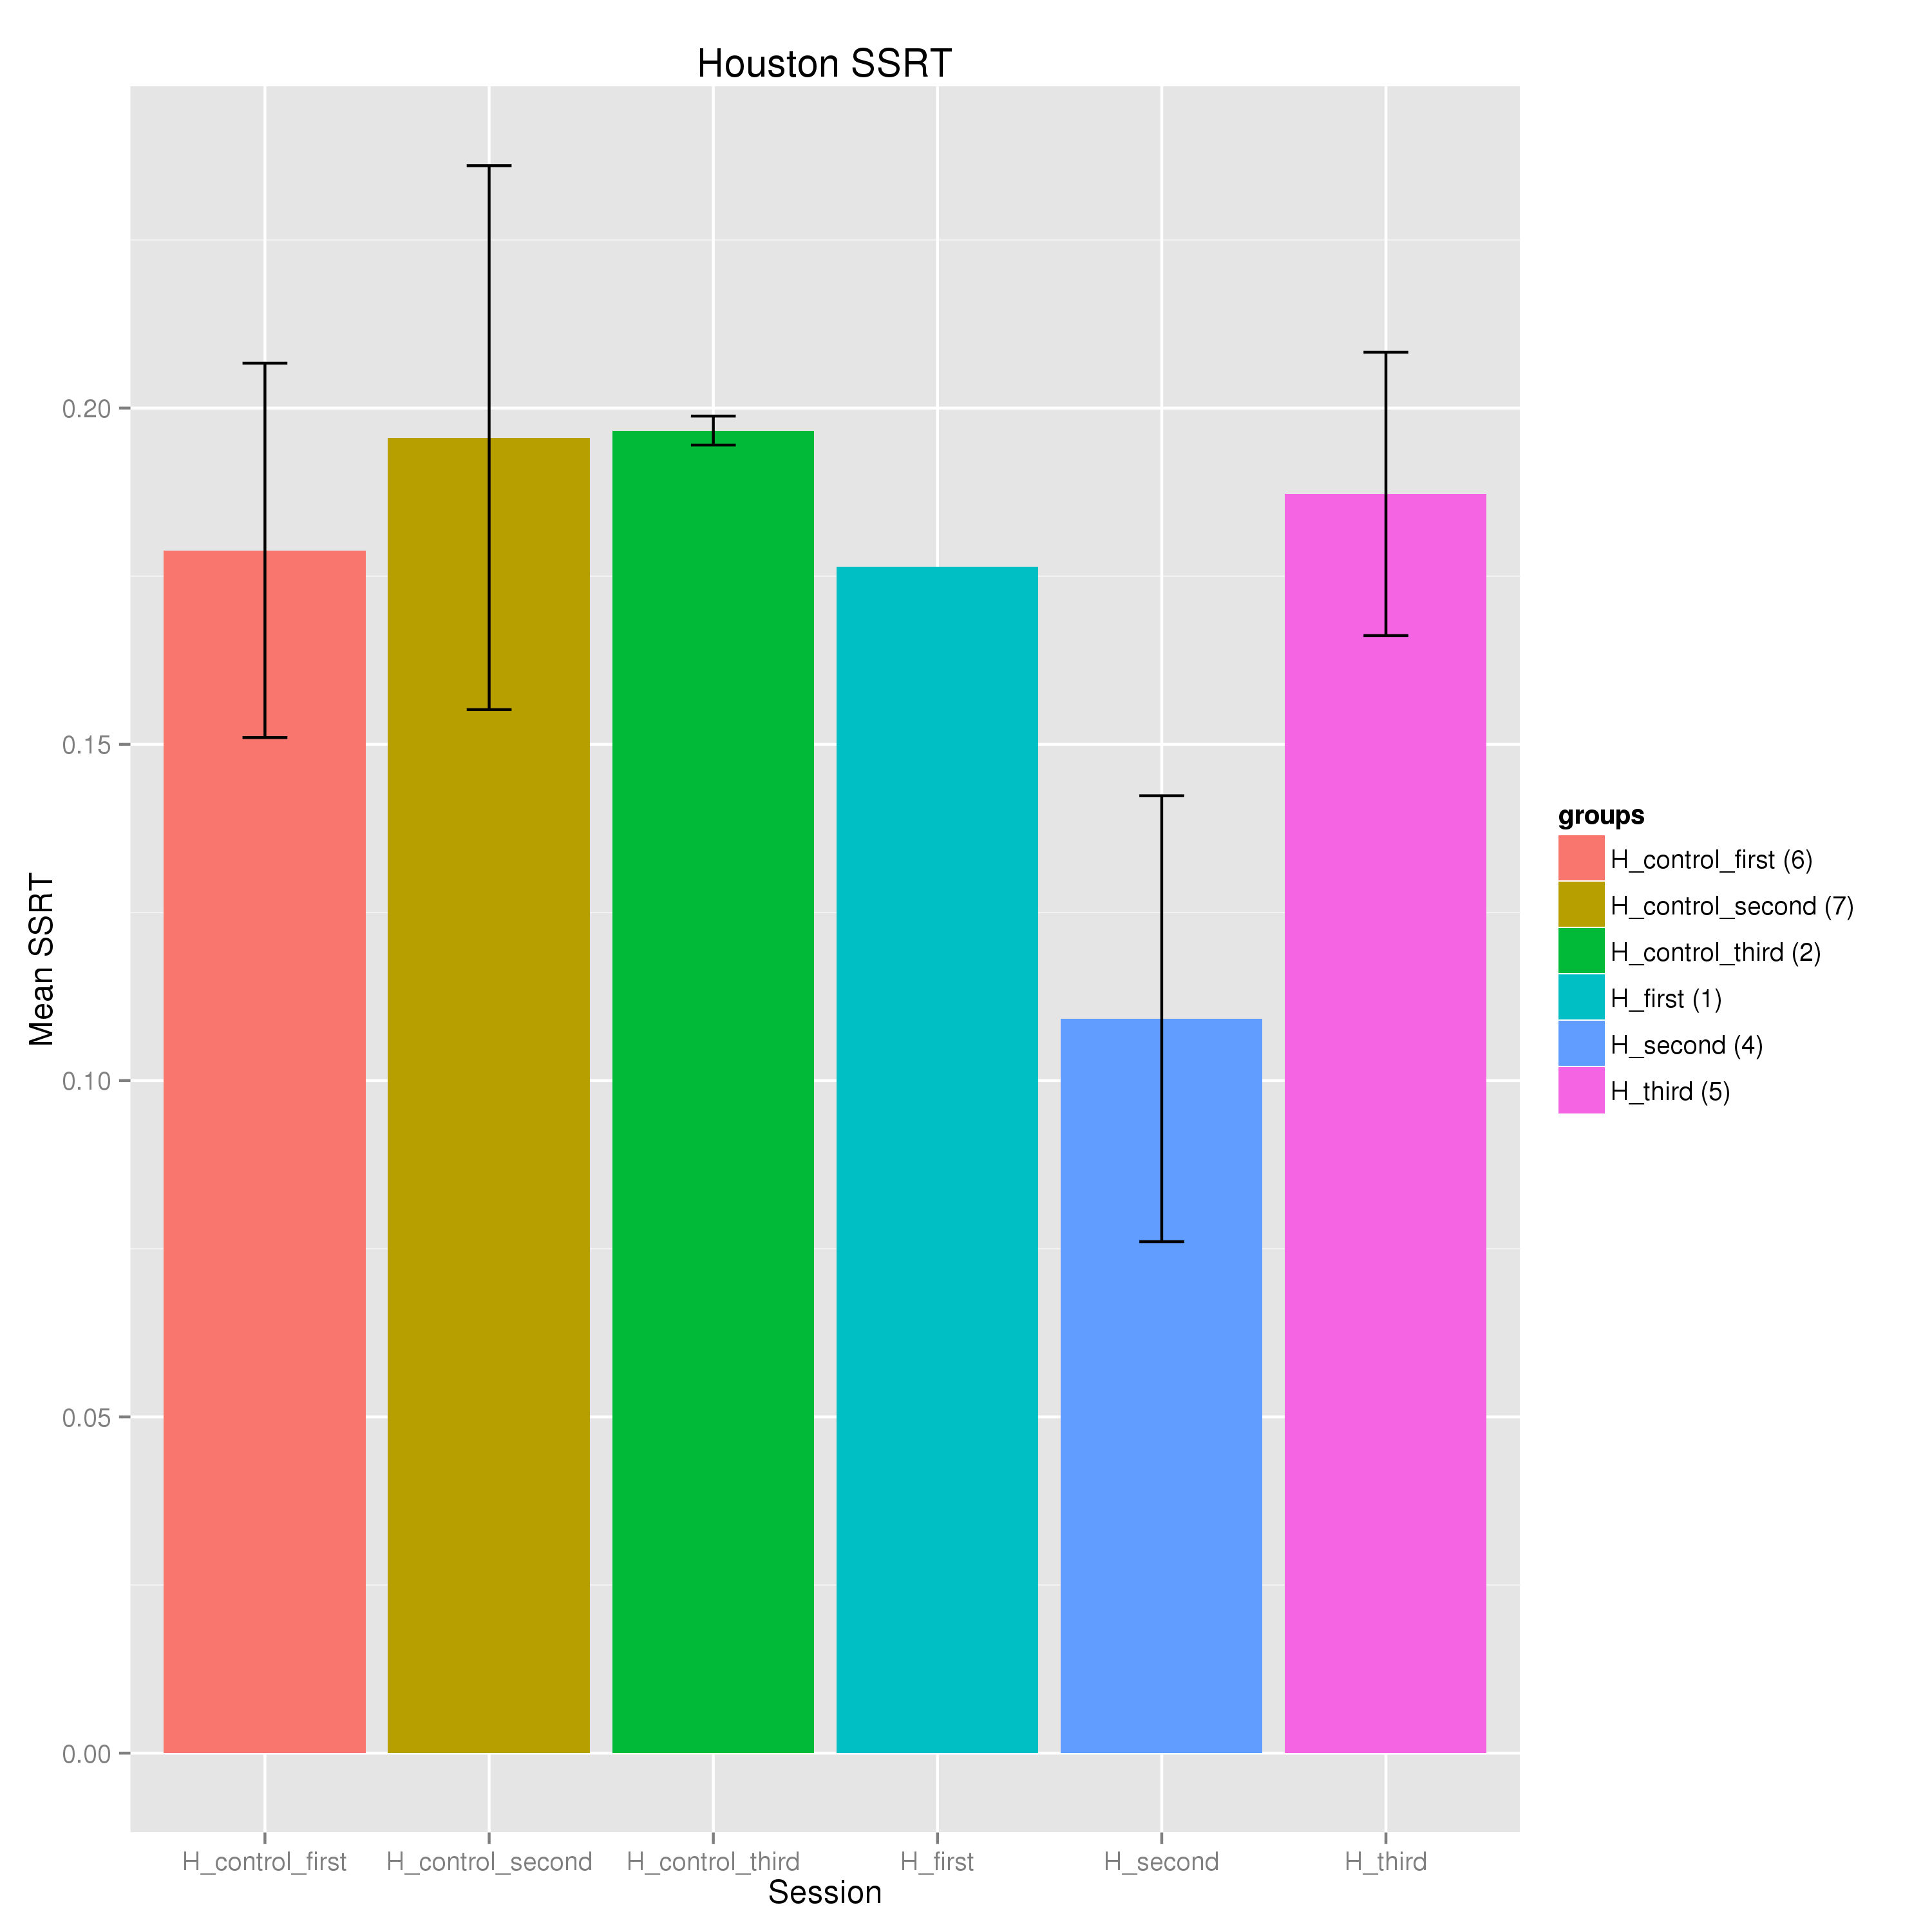 Houston SSRT
Mean SSRT
0.20
0.15
0.10
0.05
0.00
H_control_first
H_control_second
H_control_third
H_first
H_second
H_third
Session
groups
H_control_first (6)
H_control_second (7)
H_control_third (2)
H_first (1)
H_second (4)
H_third (5)